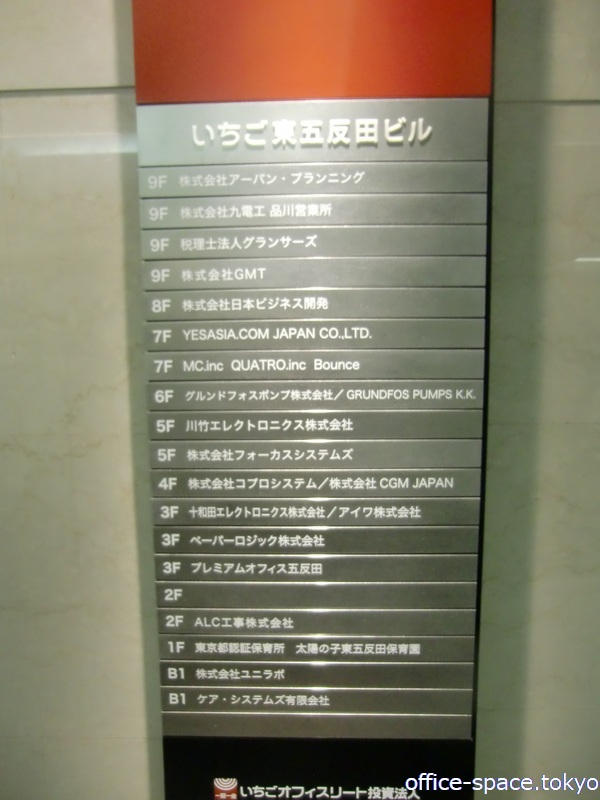 いちご東五反田ビル
9F 株式会社アーバン・プランニング
9F 株式会社九電工 品川営業所
9F 税理士法人グランサーズ
9F 株式会社GMT
8F 株式会社日本ビジネス開発
7F YESASIA.COM JAPAN CO.,LTD.
7F MC.inc QUATRO.inc Bounce
6F グルンドフォスポンプ株式会社／GRUNDFOS PUMPS K.K.
5F 川竹エレクトロニクス株式会社
5F 株式会社フォーカスシステムズ
4F 株式会社コプロシステム／株式会社 CGM JAPAN
3F 十和田エレクトロニクス株式会社／アイワ株式会社
3F ペーパーロジック株式会社
3F プレミアムオフィス五反田
2F
2F ALC工事株式会社
1F 東京都認証保育所 太陽の子東五反田保育園
B1 株式会社ユニラボ
B1 ケア・システムズ有限会社
いちごオフィスリート投資法人
office-space.tokyo